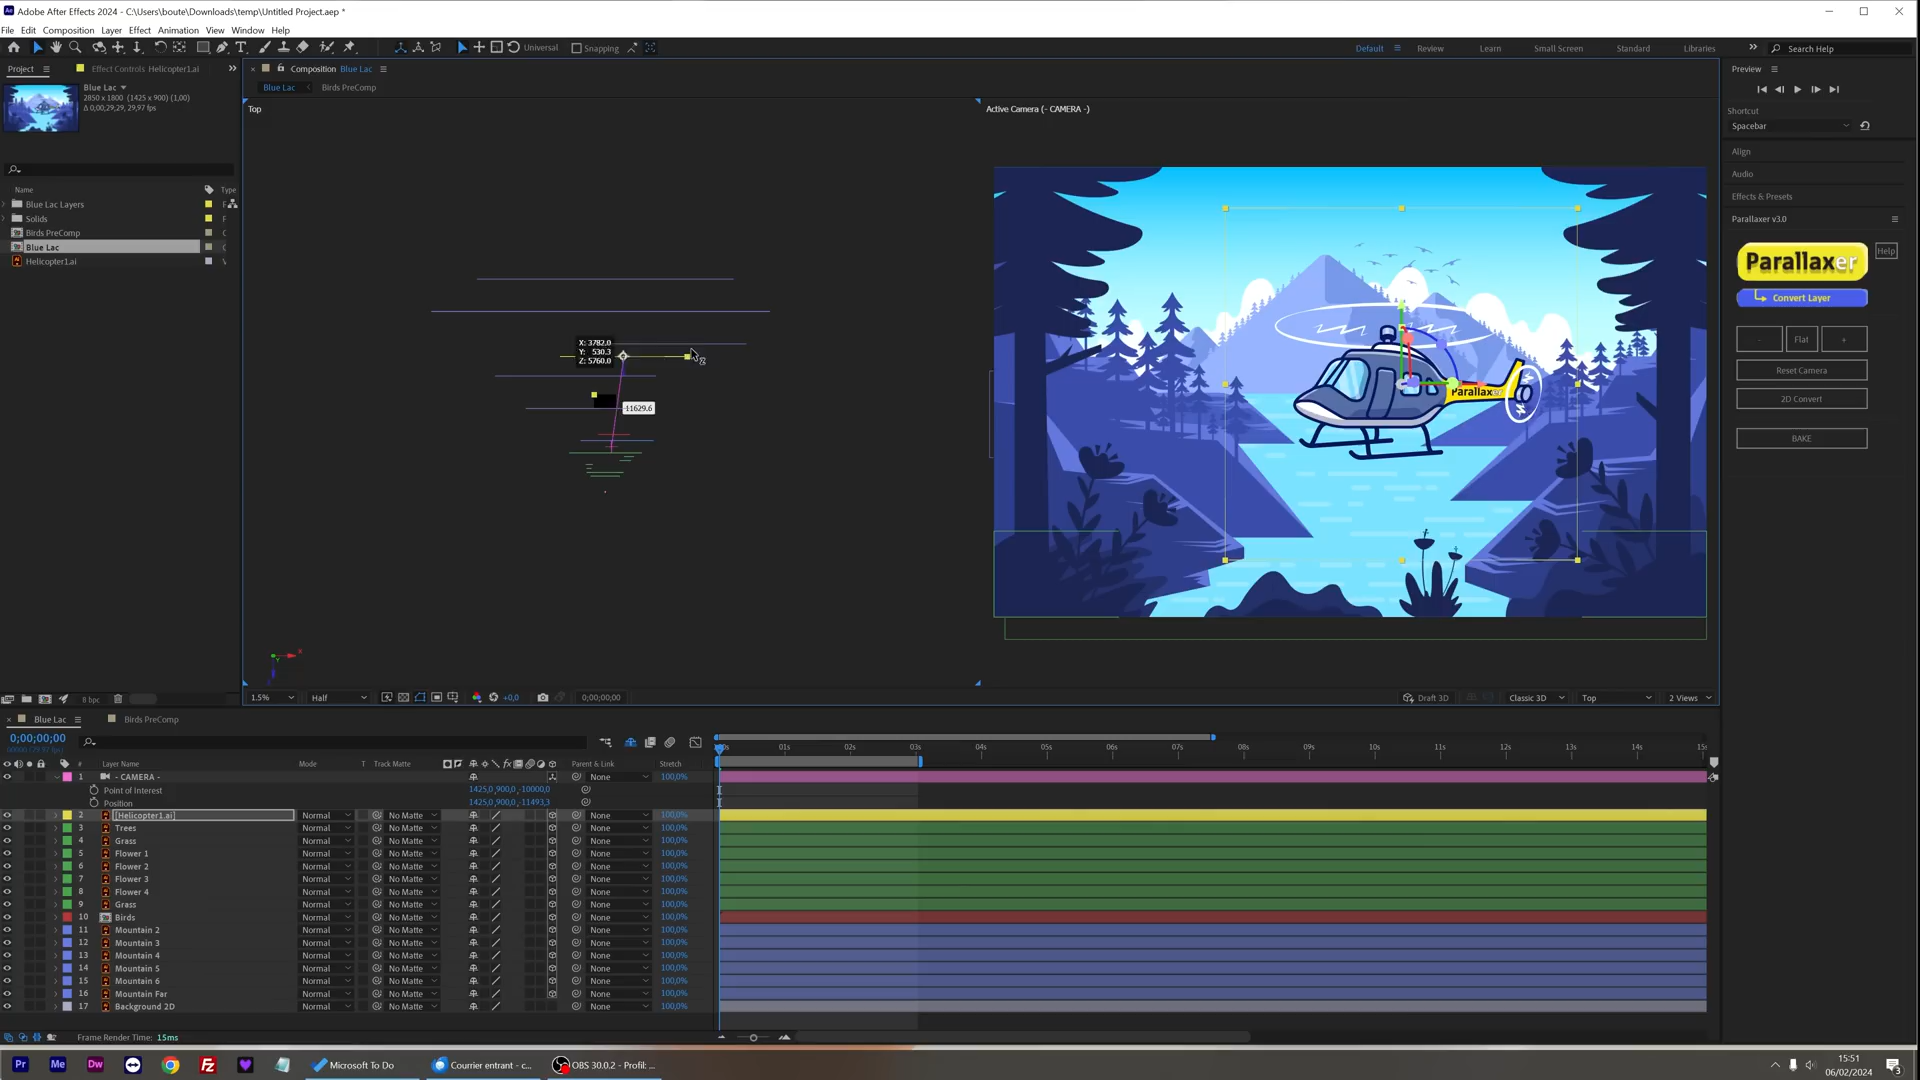 Adobe After Effects 2024 - C:\Users\boute\Downloads\temp\Untitled Project.aep *
File Edit Composition Layer Effect Animation View Window Help
Universal Snapping
Default Review Learn Small Screen Standard Libraries Search Help
Project Effect Controls Helicopter1.ai
Composition Blue Lac
Blue Lac
2850 x 1800 (1425 x 900) (1,00)
Δ 0;00;29;29, 29,97 fps
Name Type
Blue Lac Layers
Solids
Birds PreComp
Blue Lac
Helicopter1.ai
8 bpc
Blue Lac Birds PreComp
Top
X: 3782.0
Y: 530.3
Z: 5760.0
11629.6
Active Camera (- CAMERA -)
Parallaxer
1.5% Half +0,0 0;00;00;00 Draft 3D Classic 3D Top 2 Views
Preview
Shortcut
Spacebar
Align
Audio
Effects & Presets
Parallaxer v3.0
Parallaxer
Help
Convert Layer
- Flat +
Reset Camera
2D Convert
BAKE
Blue Lac Birds PreComp
0;00;00;00
00000 (29.97 fps)
# Layer Name Mode T Track Matte Parent & Link Stretch
01s 02s 03s 04s 05s 06s 07s 08s 09s 10s 11s 12s 13s 14s 15s
1 - CAMERA - None 100,0%
Point of Interest 1425,0,900,0,-10000,0
Position 1425,0,900,0,-11493,3
2 [Helicopter1.ai] Normal No Matte None 100,0%
3 Trees Normal No Matte None 100,0%
4 Grass Normal No Matte None 100,0%
5 Flower 1 Normal No Matte None 100,0%
6 Flower 2 Normal No Matte None 100,0%
7 Flower 3 Normal No Matte None 100,0%
8 Flower 4 Normal No Matte None 100,0%
9 Grass Normal No Matte None 100,0%
10 Birds Normal No Matte None 100,0%
11 Mountain 2 Normal No Matte None 100,0%
12 Mountain 3 Normal No Matte None 100,0%
13 Mountain 4 Normal No Matte None 100,0%
14 Mountain 5 Normal No Matte None 100,0%
15 Mountain 6 Normal No Matte None 100,0%
16 Mountain Far Normal No Matte None 100,0%
17 Background 2D Normal No Matte None 100,0%
Frame Render Time: 15ms
Pr Me Dw Microsoft To Do Courrier entrant - c... OBS 30.0.2 - Profil: ...
15:51
06/02/2024
3